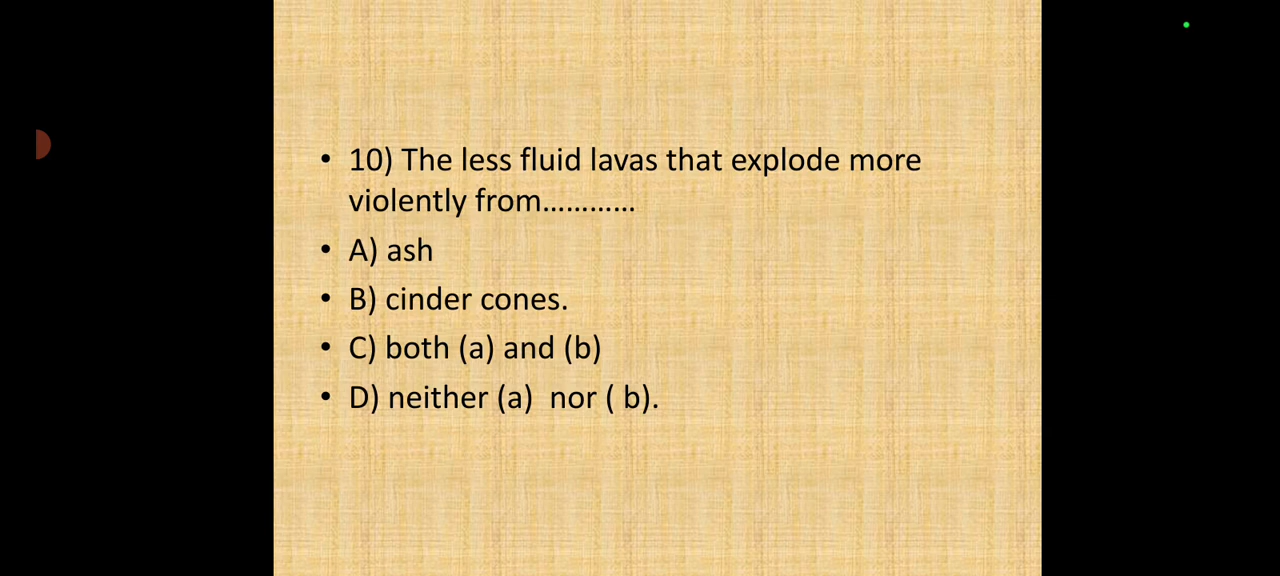 • 10) The less fluid lavas that explode more
violently from…………
• A) ash
• B) cinder cones.
• C) both (a) and (b)
• D) neither (a)  nor ( b).